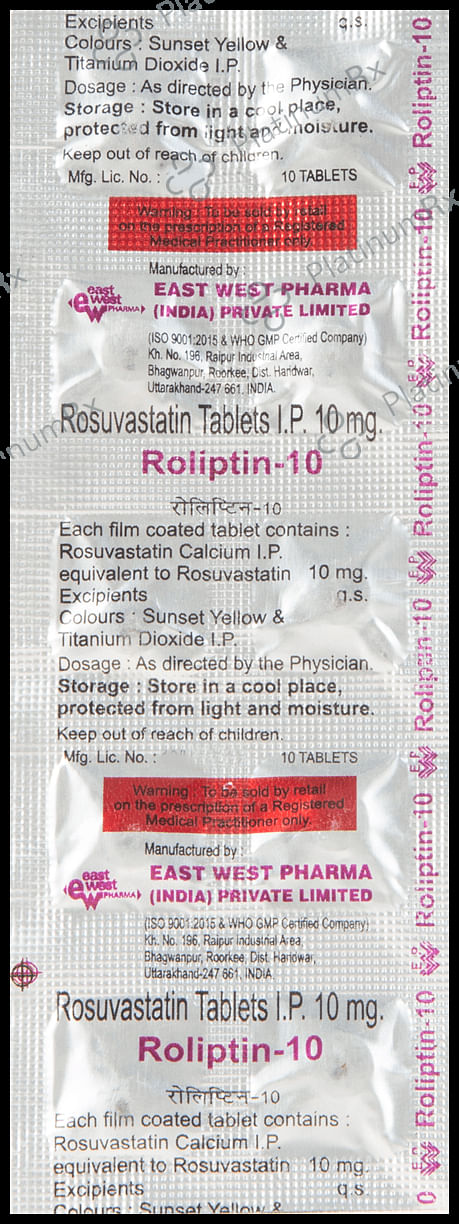 Excipients q.s.
Colours : Sunset Yellow &
Titanium Dioxide I.P.
Dosage : As directed by the Physician.
Storage : Store in a cool place,
protected from light and moisture.
Keep out of reach of children.
Mfg. Lic. No. : 10 TABLETS
Warning : To be sold by retail
on the prescription of a Registered
Medical Practitioner only.
Manufactured by :
east west PHARMA
EAST WEST PHARMA
(INDIA) PRIVATE LIMITED
(ISO 9001:2015 & WHO GMP Certified Company)
Kh. No. 196, Raipur Industrial Area,
Bhagwanpur, Roorkee, Dist. Haridwar,
Uttarakhand-247 661, INDIA.
Rosuvastatin Tablets I.P. 10 mg.
Roliptin-10
रोलिप्टिन-10
Each film coated tablet contains :
Rosuvastatin Calcium I.P.
equivalent to Rosuvastatin 10 mg.
Excipients q.s.
Colours : Sunset Yellow &
Titanium Dioxide I.P.
Dosage : As directed by the Physician.
Storage : Store in a cool place,
protected from light and moisture.
Keep out of reach of children.
Mfg. Lic. No. : 10 TABLETS
Warning : To be sold by retail
on the prescription of a Registered
Medical Practitioner only.
Manufactured by :
east west PHARMA
EAST WEST PHARMA
(INDIA) PRIVATE LIMITED
(ISO 9001:2015 & WHO GMP Certified Company)
Kh. No. 196, Raipur Industrial Area,
Bhagwanpur, Roorkee, Dist. Haridwar,
Uttarakhand-247 661, INDIA.
Rosuvastatin Tablets I.P. 10 mg.
Roliptin-10
रोलिप्टिन-10
Each film coated tablet contains :
Rosuvastatin Calcium I.P.
equivalent to Rosuvastatin 10 mg.
Excipients q.s.
Colours : Sunset Yellow &
Roliptin-10
Roliptin-10
Roliptin-10
Roliptin-10
Roliptin-10
Roliptin-10
PlatinumRx
PlatinumRx
PlatinumRx